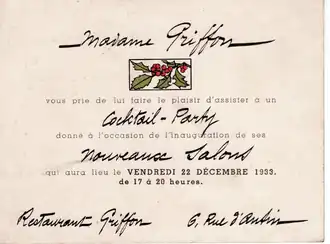 Madame Griffon
vous prie de lui faire le plaisir d'assister à un
Cocktail-Party
donné à l'occasion de l'inauguration de ses
Nouveaux Salons
qui aura lieu le VENDREDI 22 DÉCEMBRE 1933.
de 17 à 20 heures.
Restaurant Griffon 6, Rue d'Antin